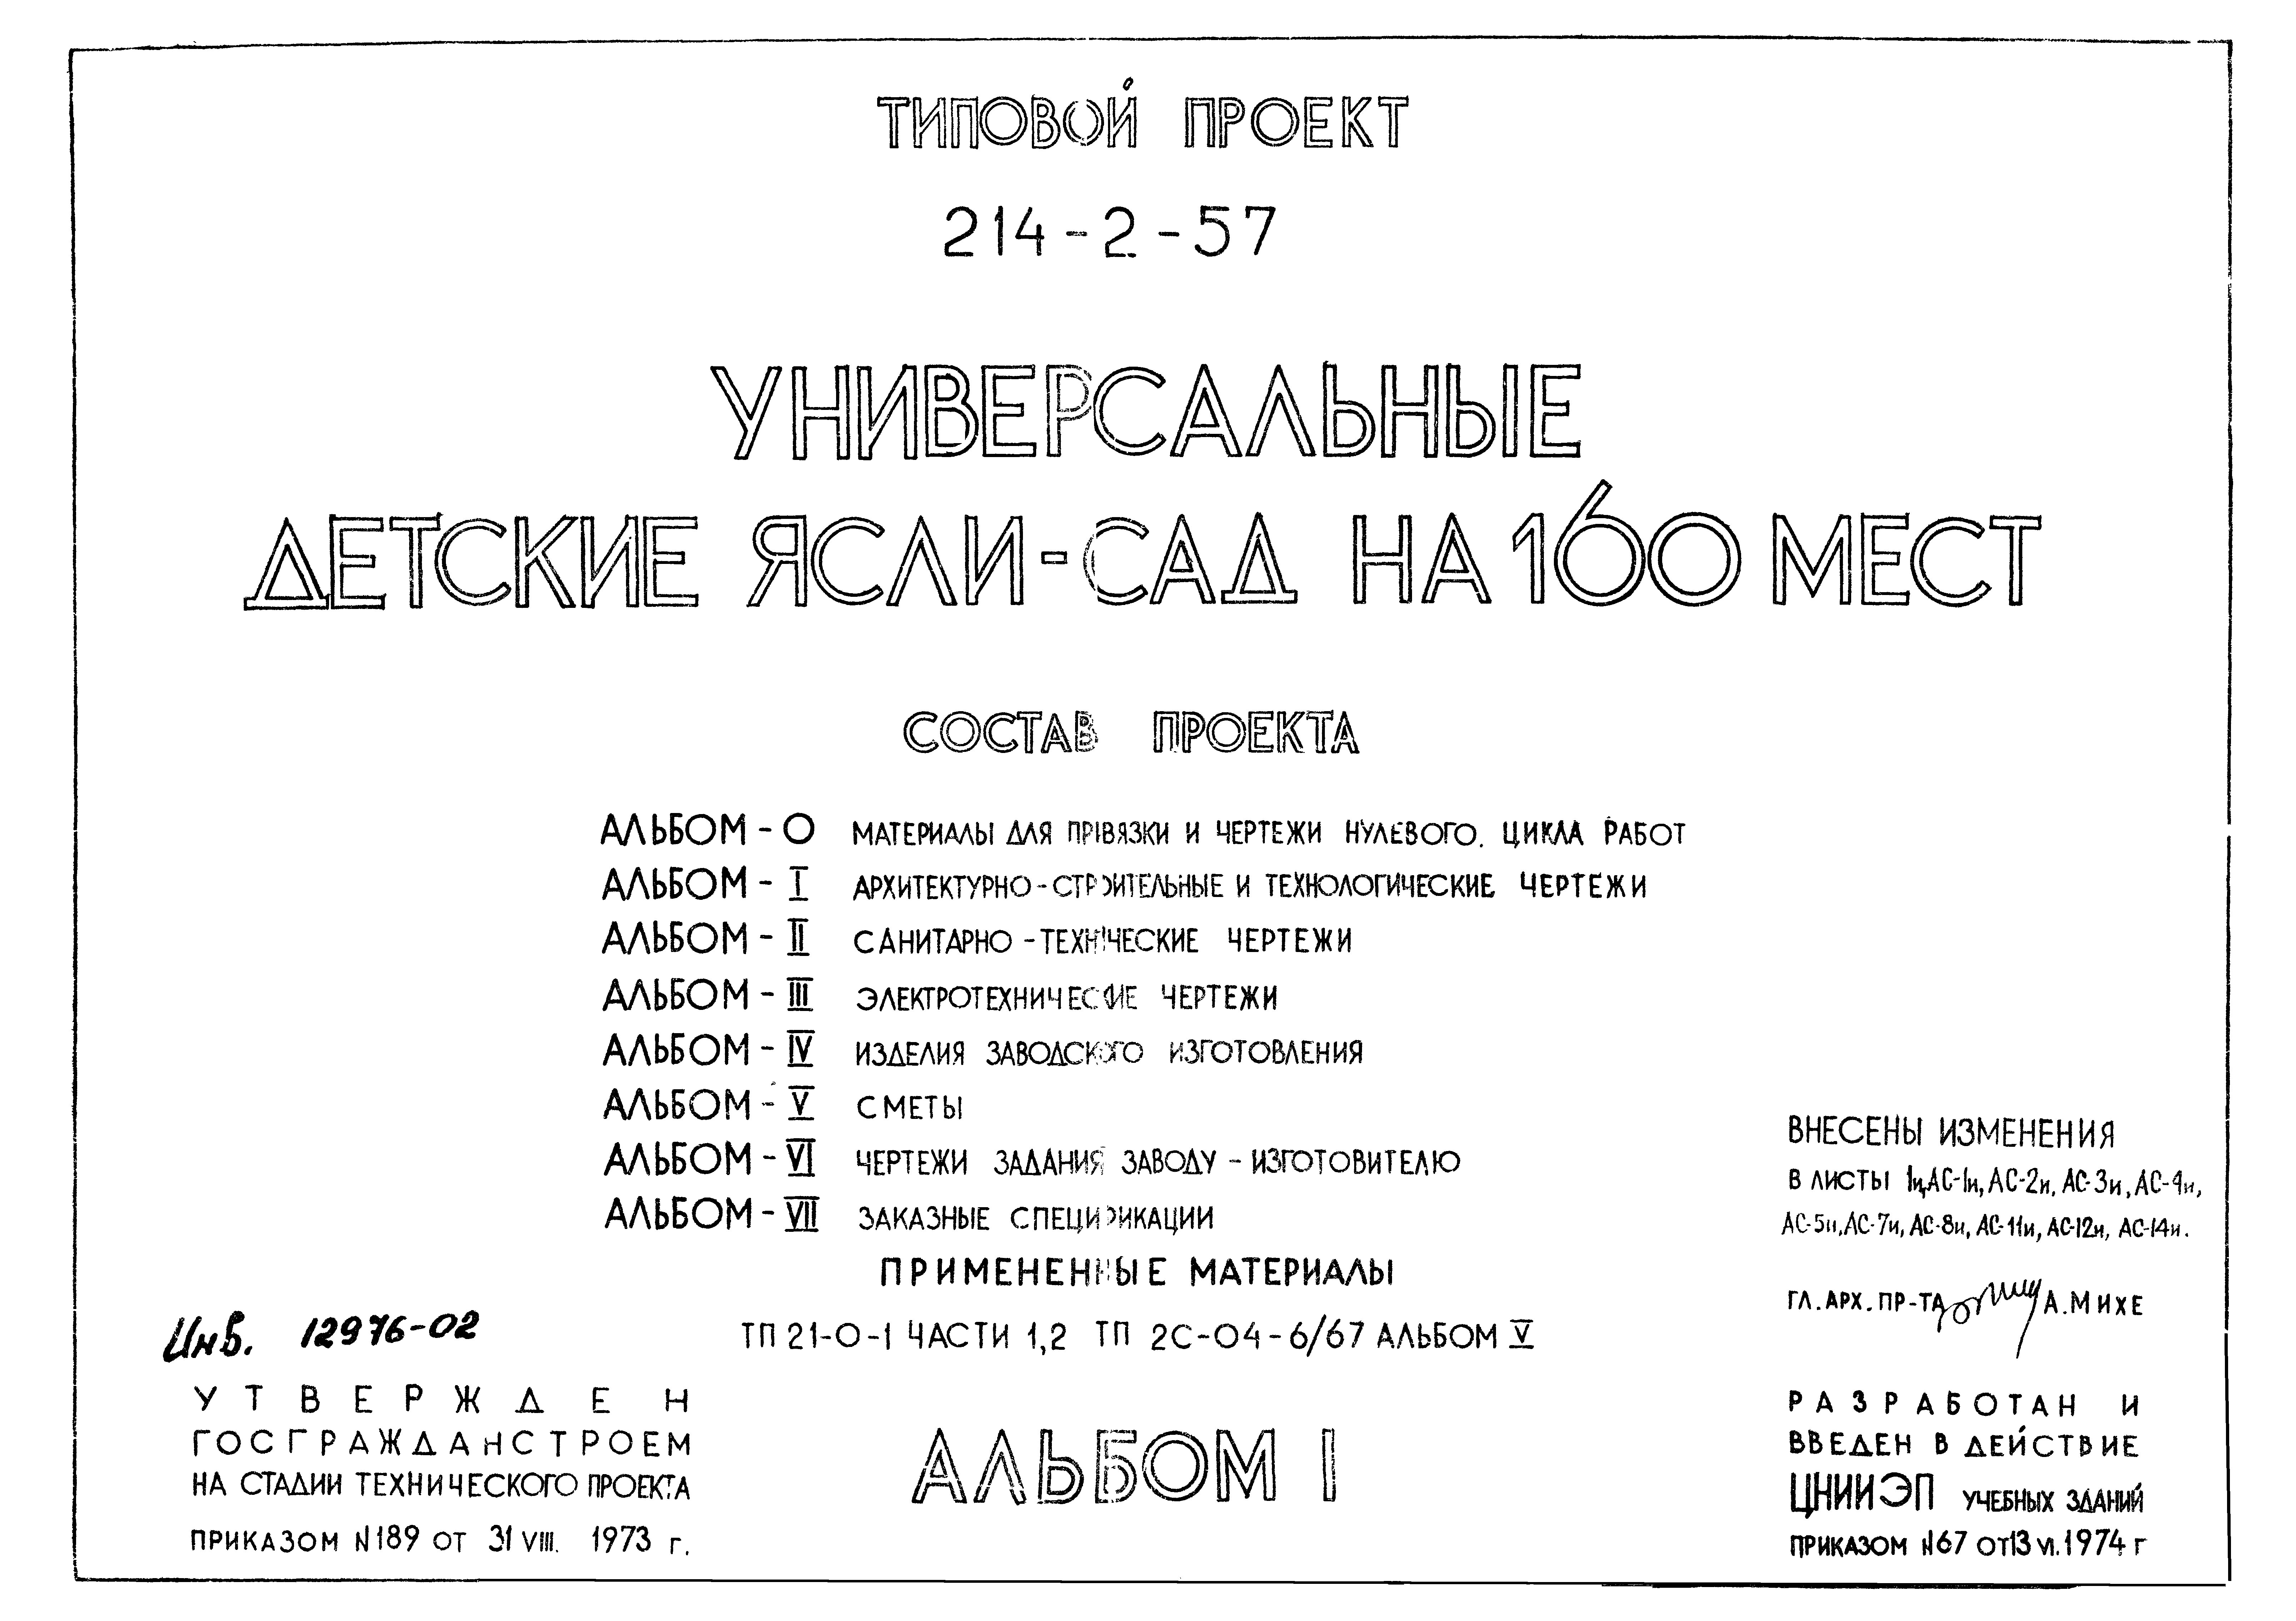 ТИПОВОЙ ПРОЕКТ
214-2-57
УНИВЕРСАЛЬНЫЕ
ДЕТСКИЕ ЯСЛИ-САД НА 160 МЕСТ
СОСТАВ ПРОЕКТА
АЛЬБОМ - О МАТЕРИАЛЫ ДЛЯ ПРИВЯЗКИ И ЧЕРТЕЖИ НУЛЕВОГО. ЦИКЛА РАБОТ
АЛЬБОМ - I АРХИТЕКТУРНО-СТРОИТЕЛЬНЫЕ И ТЕХНОЛОГИЧЕСКИЕ ЧЕРТЕЖИ
АЛЬБОМ - II САНИТАРНО-ТЕХНИЧЕСКИЕ ЧЕРТЕЖИ
АЛЬБОМ - III ЭЛЕКТРОТЕХНИЧЕСКИЕ ЧЕРТЕЖИ
АЛЬБОМ - IV ИЗДЕЛИЯ ЗАВОДСКОГО ИЗГОТОВЛЕНИЯ
АЛЬБОМ - V СМЕТЫ
АЛЬБОМ - VI ЧЕРТЕЖИ ЗАДАНИЯ ЗАВОДУ-ИЗГОТОВИТЕЛЮ
АЛЬБОМ - VII ЗАКАЗНЫЕ СПЕЦИФИКАЦИИ
ПРИМЕНЕННЫЕ МАТЕРИАЛЫ
ТП 21-0-1 ЧАСТИ 1,2 ТП 2С-04-6/67 АЛЬБОМ V
АЛЬБОМ I
Инв. 12976-02
УТВЕРЖДЕН
ГОСГРАЖДАНСТРОЕМ
НА СТАДИИ ТЕХНИЧЕСКОГО ПРОЕКТА
ПРИКАЗОМ N189 ОТ 31 VIII. 1973 г.
ВНЕСЕНЫ ИЗМЕНЕНИЯ
В ЛИСТЫ 1и, АС-1и, АС-2и, АС-3и, АС-4и,
АС-5и, АС-7и, АС-8и, АС-11и, АС-12и, АС-14и.
ГЛ. АРХ. ПР-ТА А. МИХЕ
РАЗРАБОТАН И
ВВЕДЕН В ДЕЙСТВИЕ
ЦНИИЭП УЧЕБНЫХ ЗДАНИЙ
ПРИКАЗОМ N67 ОТ 13 VI. 1974 г